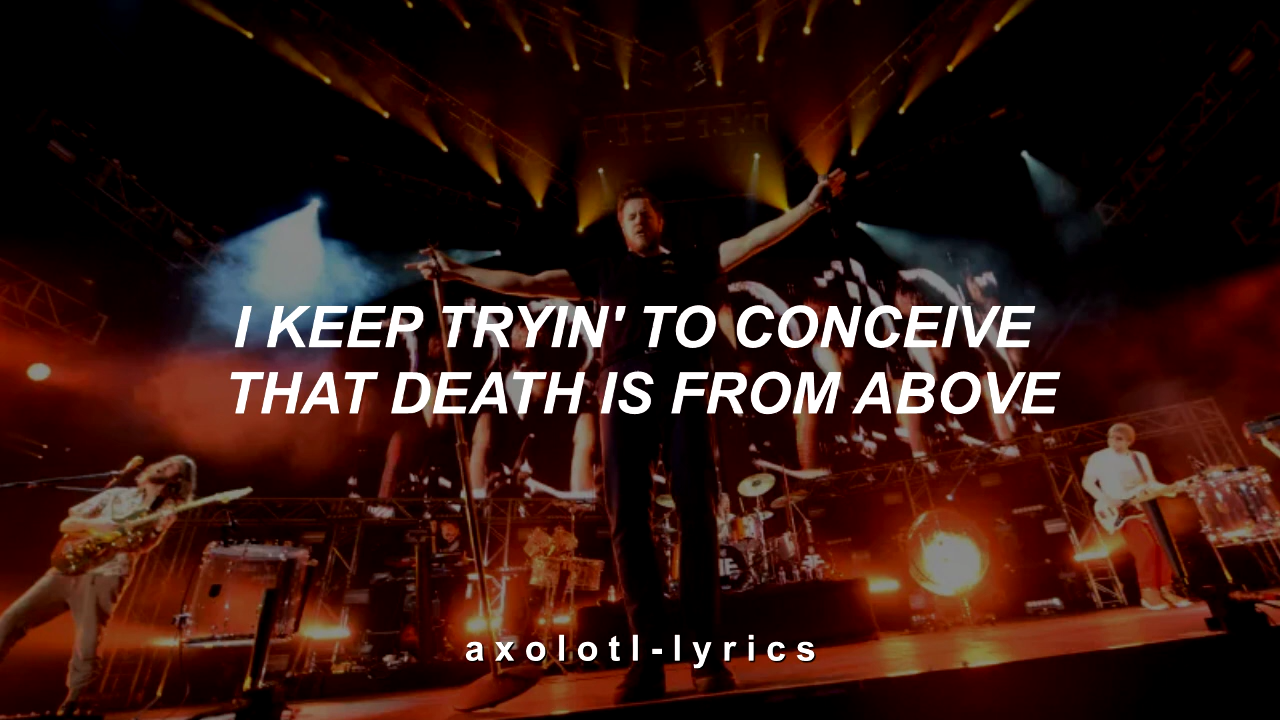 I KEEP TRYIN' TO CONCEIVE
THAT DEATH IS FROM ABOVE
axolotl-lyrics